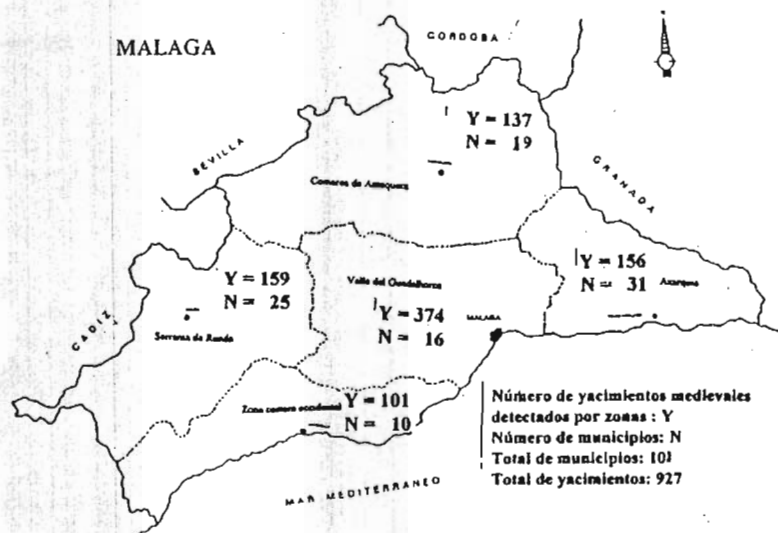 MALAGA
CORDOBA
SEVILLA
GRANADA
CADIZ
Y = 137
N = 19
Comarca de Antequera
Y = 159
N = 25
Serrania de Ronda
Valle del Guadalhorce
Y = 374
N = 16
MALAGA
Y = 156
N = 31
Axarquia
Zona costera occidental
Y = 101
N = 10
MAR MEDITERRANEO
Número de yacimientos medievales
detectados por zonas : Y
Número de municipios: N
Total de municipios: 101
Total de yacimientos: 927